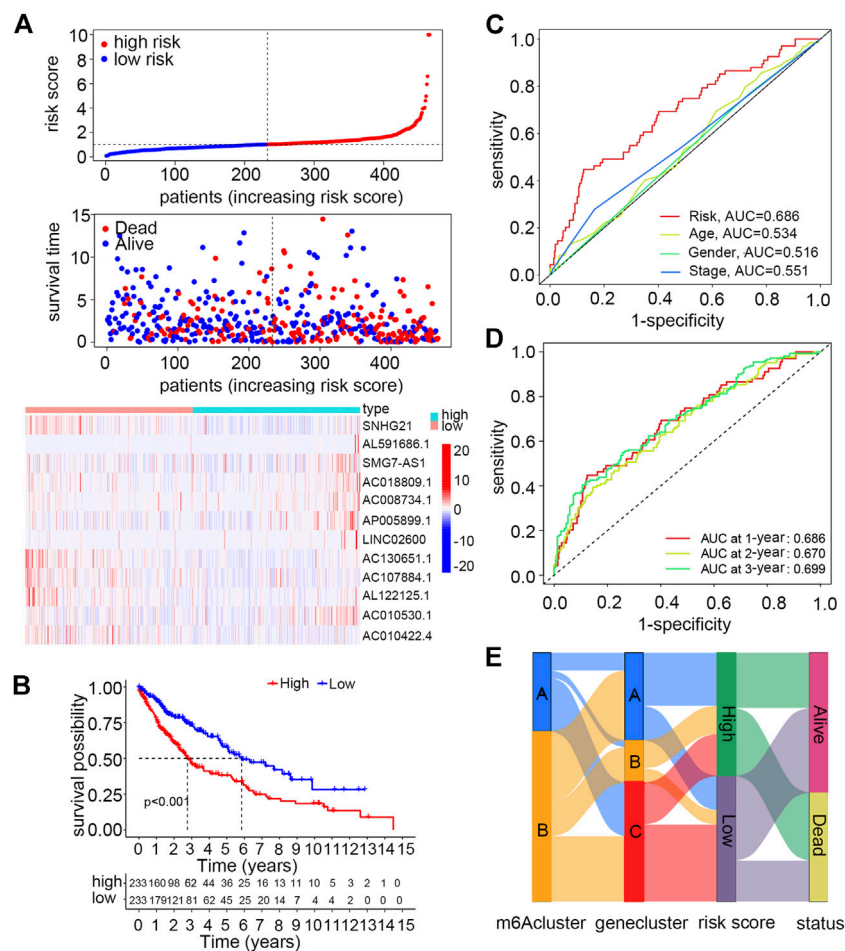 A
high risk
low risk
risk score
10
8
6
4
2
0
0 100 200 300 400
patients (increasing risk score)
Dead
Alive
survival time
15
10
5
0
0 100 200 300 400
patients (increasing risk score)
type
SNHG21
AL591686.1
SMG7-AS1
AC018809.1
AC008734.1
AP005899.1
LINC02600
AC130651.1
AC107884.1
AL122125.1
AC010530.1
AC010422.4
high
low
20
10
0
-10
-20
B
High Low
survival possibility
1.00
0.75
0.50
0.25
0.00
p<0.001
0 1 2 3 4 5 6 7 8 9 10 11 12 13 14 15
Time (years)
high 233 160 98 62 44 36 25 16 13 11 10 5 3 2 1 0
low 233 179 121 81 62 45 25 20 14 7 4 4 2 0 0 0
0 1 2 3 4 5 6 7 8 9 10 11 12 13 14 15
Time (years)
C
sensitivity
1.0
0.8
0.6
0.4
0.2
0.0
Risk, AUC=0.686
Age, AUC=0.534
Gender, AUC=0.516
Stage, AUC=0.551
0.0 0.2 0.4 0.6 0.8 1.0
1-specificity
D
sensitivity
1.0
0.8
0.6
0.4
0.2
0.0
AUC at 1-year: 0.686
AUC at 2-year: 0.670
AUC at 3-year: 0.699
0.0 0.2 0.4 0.6 0.8 1.0
1-specificity
E
A
B
A
B
C
High
Low
Alive
Dead
m6Acluster genecluster risk score status